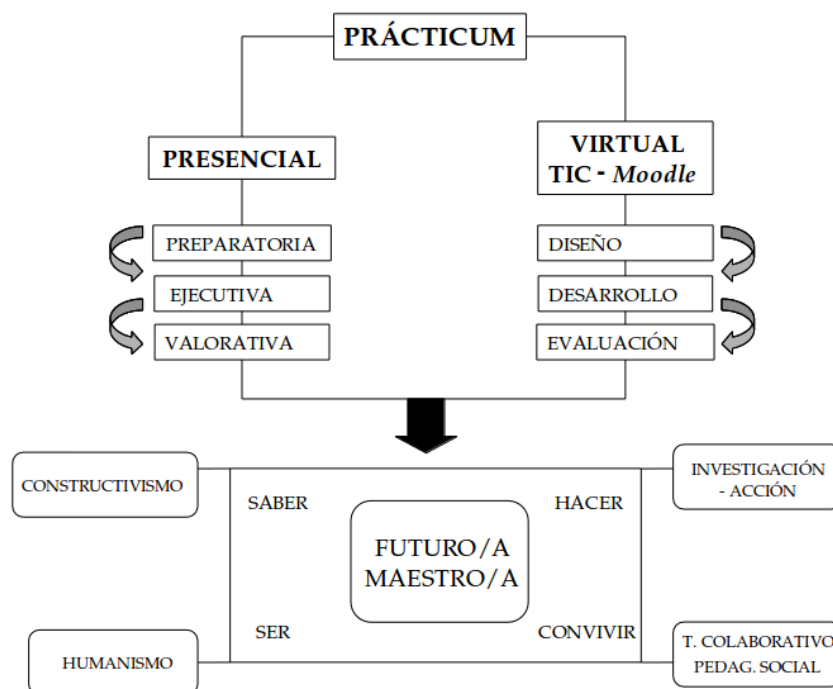 PRÁCTICUM
PRESENCIAL
VIRTUAL
TIC - Moodle
PREPARATORIA
EJECUTIVA
VALORATIVA
DISEÑO
DESARROLLO
EVALUACIÓN
CONSTRUCTIVISMO
INVESTIGACIÓN
- ACCIÓN
SABER
HACER
FUTURO/A
MAESTRO/A
SER
CONVIVIR
HUMANISMO
T. COLABORATIVO
PEDAG. SOCIAL